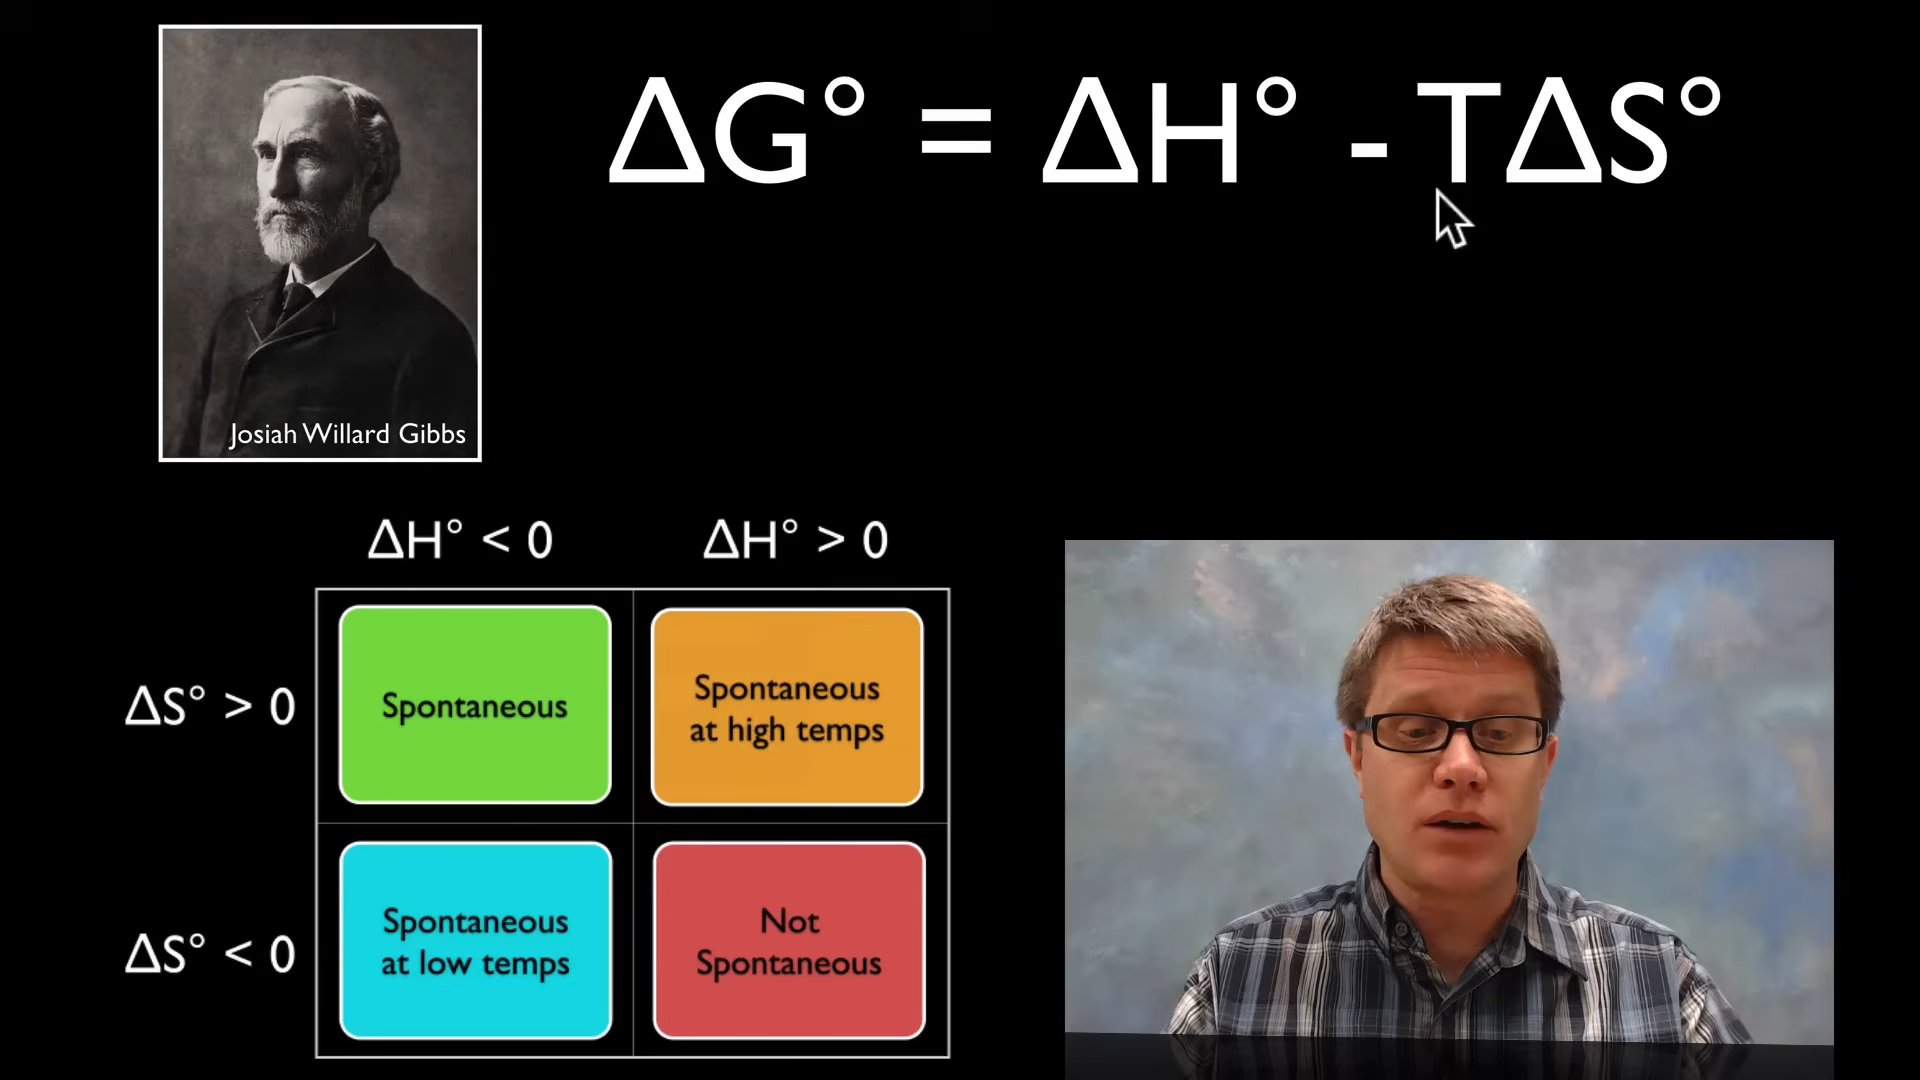 ΔG° = ΔH° - TΔS°
Josiah Willard Gibbs
ΔH° < 0
ΔH° > 0
ΔS° > 0
Spontaneous
Spontaneous
at high temps
ΔS° < 0
Spontaneous
at low temps
Not
Spontaneous